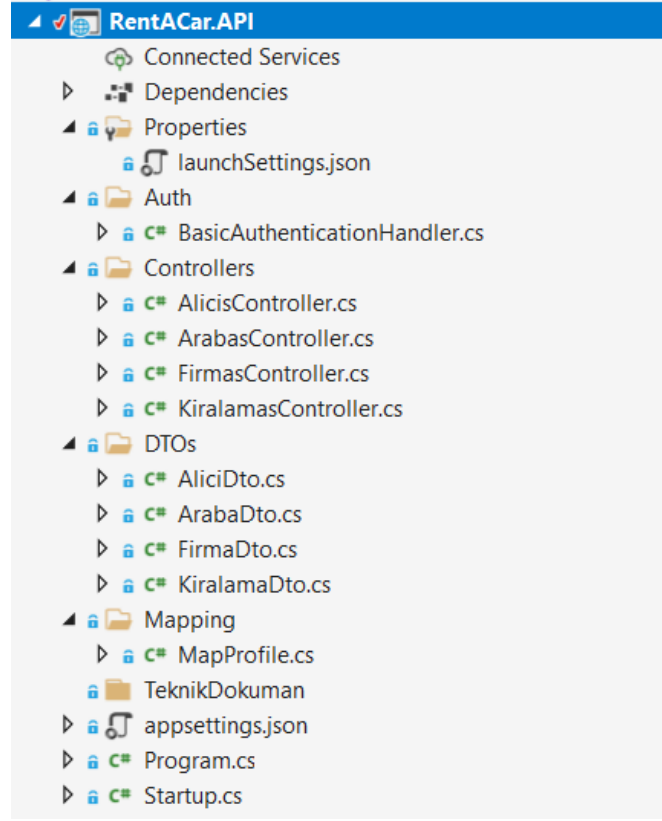 RentACar.API
Connected Services
Dependencies
Properties
launchSettings.json
Auth
C# BasicAuthenticationHandler.cs
Controllers
C# AlicisController.cs
C# ArabasController.cs
C# FirmasController.cs
C# KiralamasController.cs
DTOs
C# AliciDto.cs
C# ArabaDto.cs
C# FirmaDto.cs
C# KiralamaDto.cs
Mapping
C# MapProfile.cs
TeknikDokuman
appsettings.json
C# Program.cs
C# Startup.cs